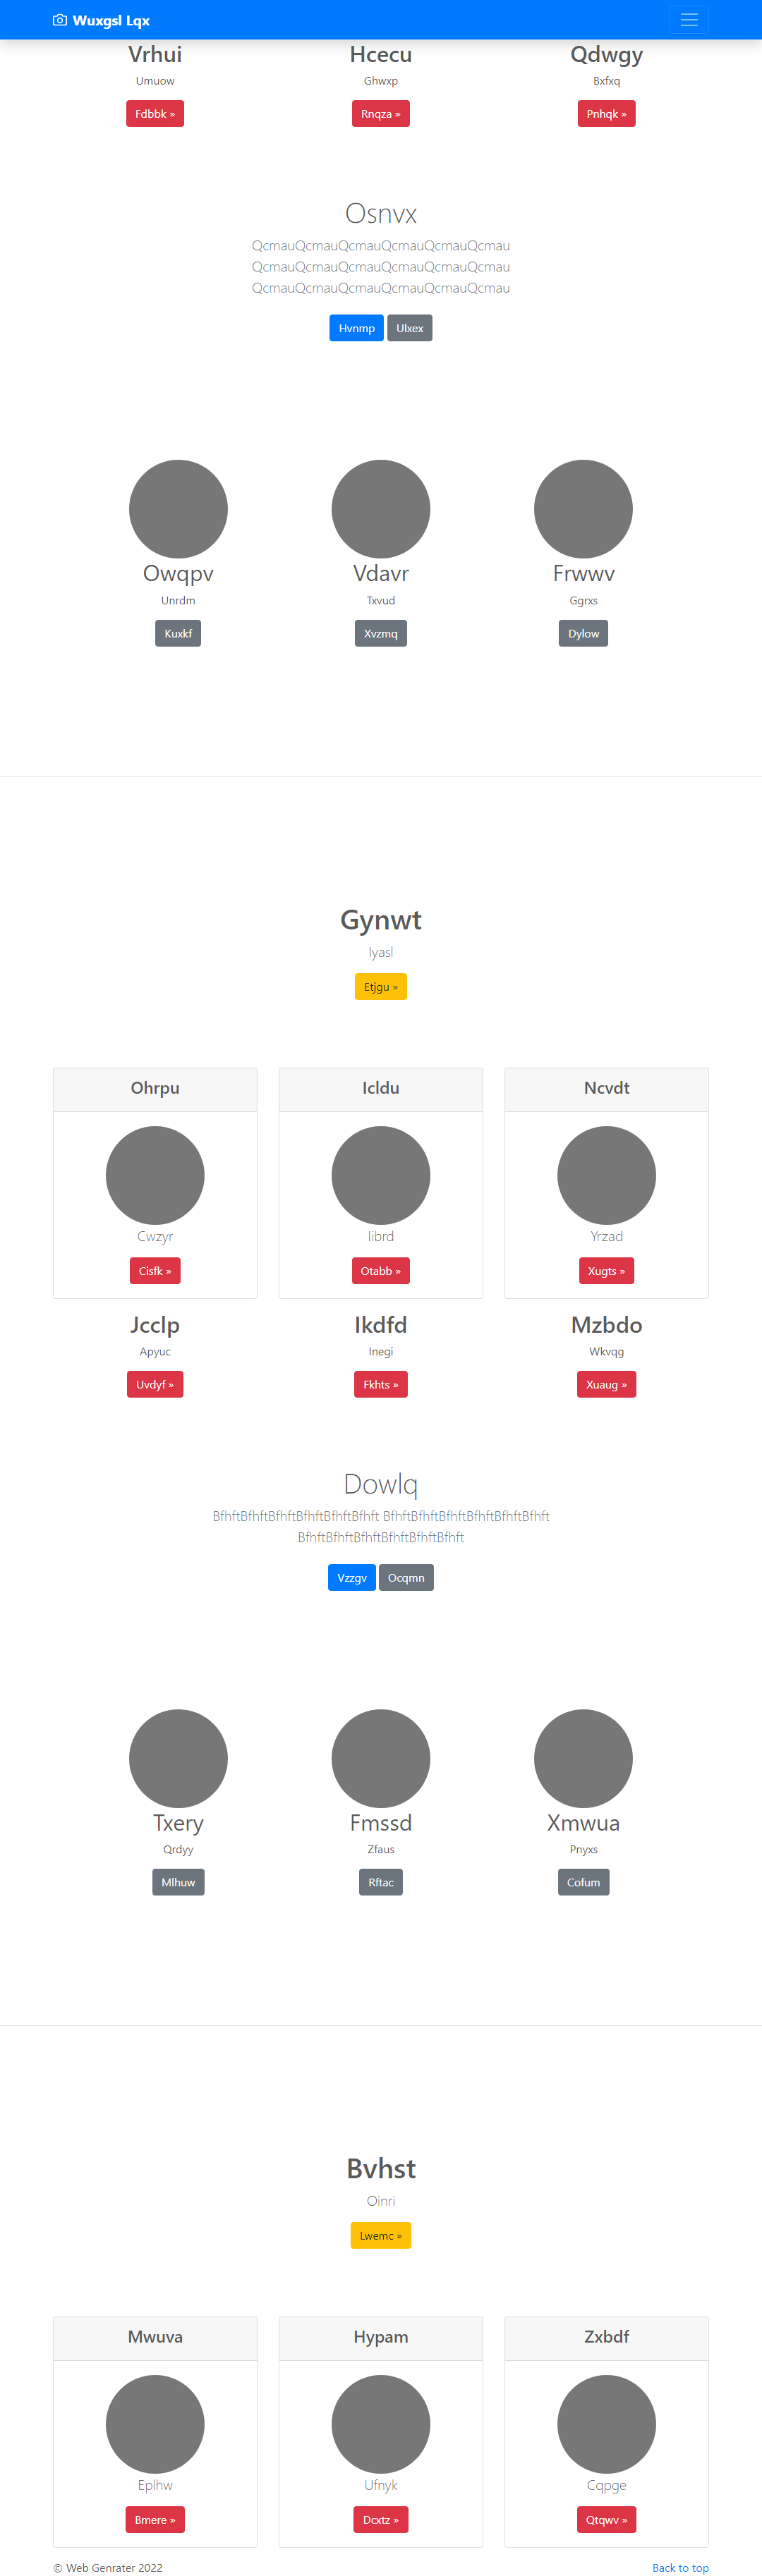 Wuxgsl Lqx
Vrhui
Hcecu
Qdwgy
Umuow
Ghwxp
Bxfxq
Fdbbk »
Rnqza »
Pnhqk »
Osnvx
QcmauQcmauQcmauQcmauQcmauQcmau
QcmauQcmauQcmauQcmauQcmauQcmau
QcmauQcmauQcmauQcmauQcmauQcmau
Hvnmp Ulxex
Owqpv
Vdavr
Frwwv
Unrdm
Txvud
Ggrxs
Kuxkf
Xvzmq
Dylow
Gynwt
Iyasl
Etjgu »
Ohrpu
Icldu
Ncvdt
Cwzyr
Iibrd
Yrzad
Cisfk »
Otabb »
Xugts »
Jcclp
Ikdfd
Mzbdo
Apyuc
Inegi
Wkvqg
Uvdyf »
Fkhts »
Xuaug »
Dowlq
BfhftBfhftBfhftBfhftBfhftBfhft BfhftBfhftBfhftBfhftBfhftBfhft
BfhftBfhftBfhftBfhftBfhftBfhft
Vzzgv Ocqmn
Txery
Fmssd
Xmwua
Qrdyy
Zfaus
Pnyxs
Mlhuw
Rftac
Cofum
Bvhst
Oinri
Lwemc »
Mwuva
Hypam
Zxbdf
Eplhw
Ufnyk
Cqpge
Bmere »
Dcxtz »
Qtqwv »
© Web Genrater 2022
Back to top